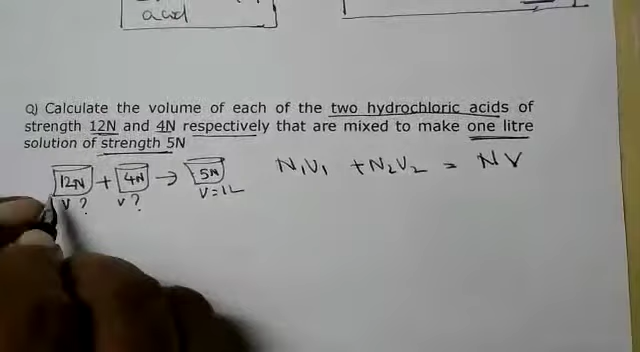 acid
Q) Calculate the volume of each of the two hydrochloric acids of
strength 12N and 4N respectively that are mixed to make one litre
solution of strength 5N
12N + 4N → 5N N₁V₁ + N₂V₂ = NV
V ? V ? V = 1L